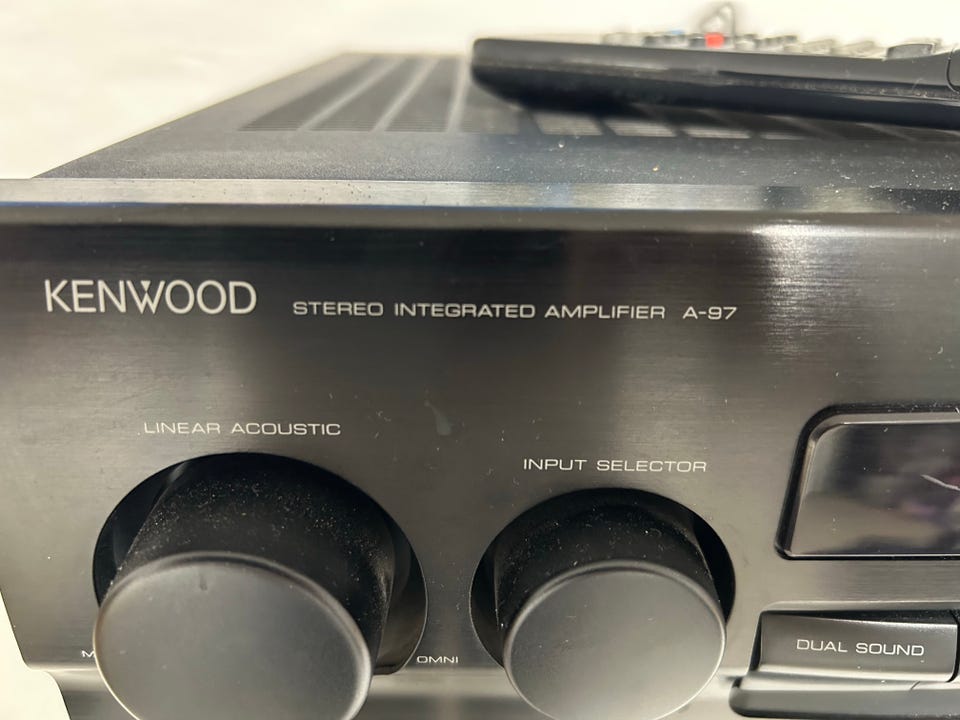 KENWOOD STEREO INTEGRATED AMPLIFIER A-97
LINEAR ACOUSTIC
INPUT SELECTOR
DUAL SOUND
OMNI